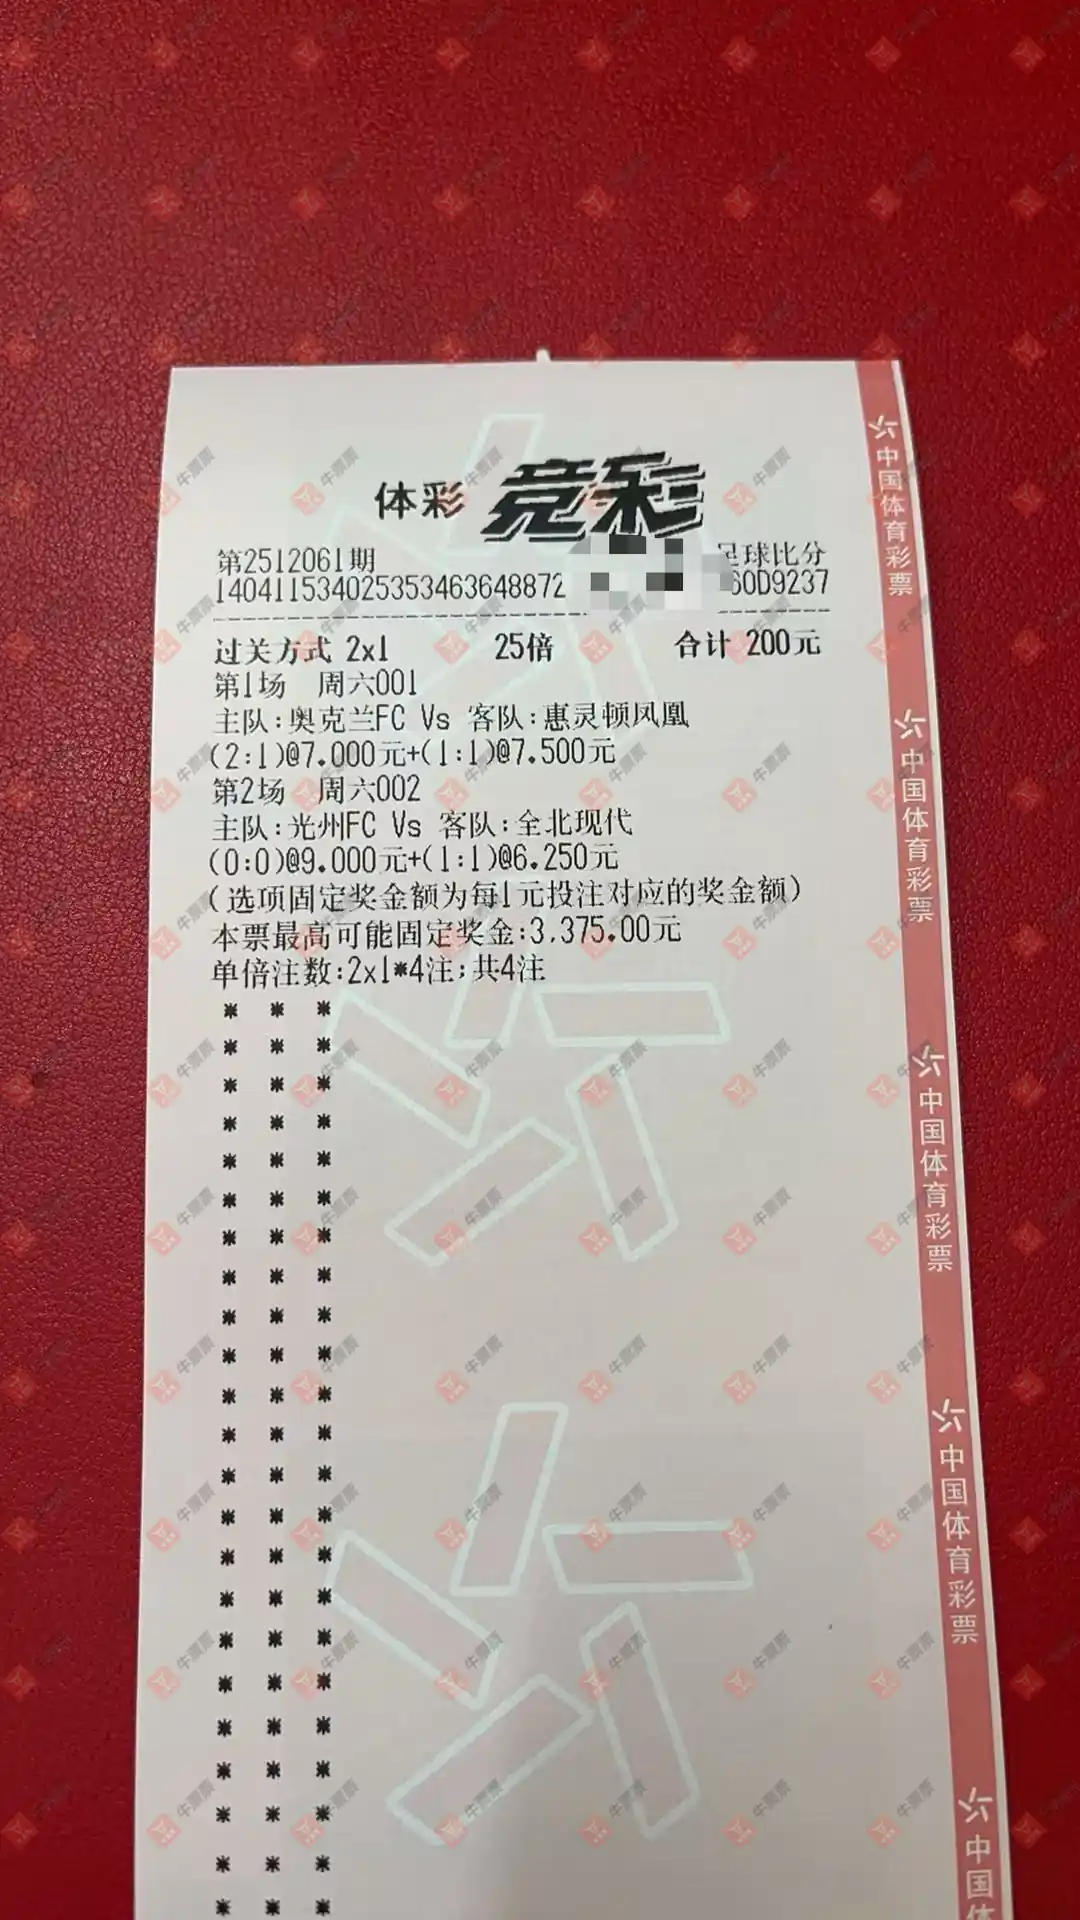 体彩 竞彩
第2512061期 足球比分
140411534025353463648872 60D9237
过关方式 2x1 25倍 合计 200元
第1场 周六001
主队:奥克兰FC Vs 客队:惠灵顿凤凰
(2:1)@7.000元+(1:1)@7.500元
第2场 周六002
主队:光州FC Vs 客队:全北现代
(0:0)@9.000元+(1:1)@6.250元
(选项固定奖金额为每1元投注对应的奖金额)
本票最高可能固定奖金:3,375.00元
单倍注数:2x1*4注;共4注
中国体育彩票
中国体育彩票
中国体育彩票
中国体育彩票
中国体
牛票票